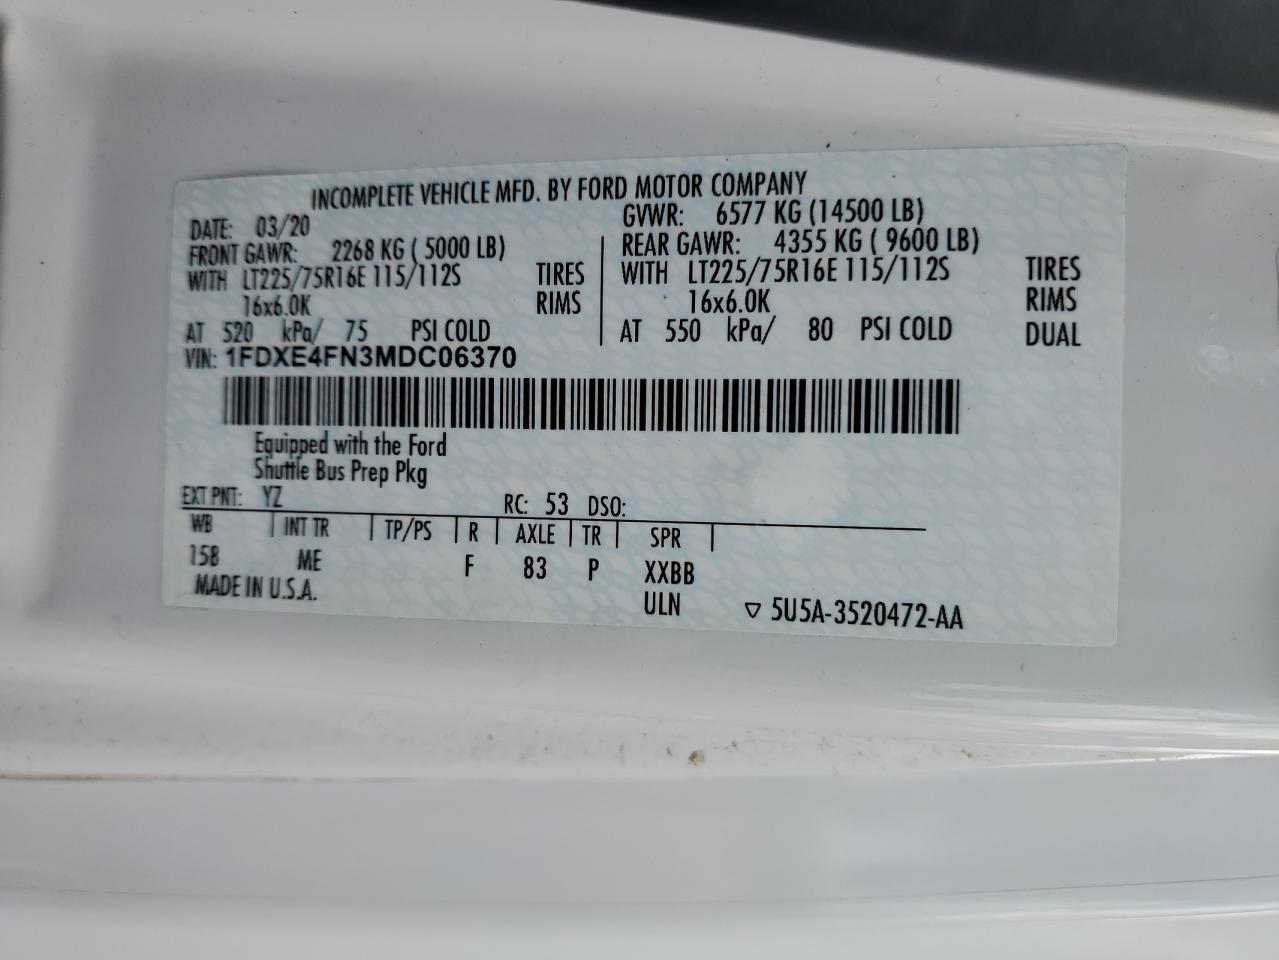 INCOMPLETE VEHICLE MFD. BY FORD MOTOR COMPANY
DATE: 03/20 GVWR: 6577 KG (14500 LB)
FRONT GAWR: 2268 KG ( 5000 LB) REAR GAWR: 4355 KG ( 9600 LB)
WITH LT225/75R16E 115/112S TIRES WITH LT225/75R16E 115/112S TIRES
16x6.0K RIMS 16x6.0K RIMS
AT 520 kPa/ 75 PSI COLD AT 550 kPa/ 80 PSI COLD DUAL
VIN: 1FDXE4FN3MDC06370
Equipped with the Ford
Shuttle Bus Prep Pkg
EXT PNT: YZ RC: 53 DSO:
WB INT TR TP/PS R AXLE TR SPR
158 ME F 83 P XXBB
MADE IN U.S.A. ULN 5U5A-3520472-AA